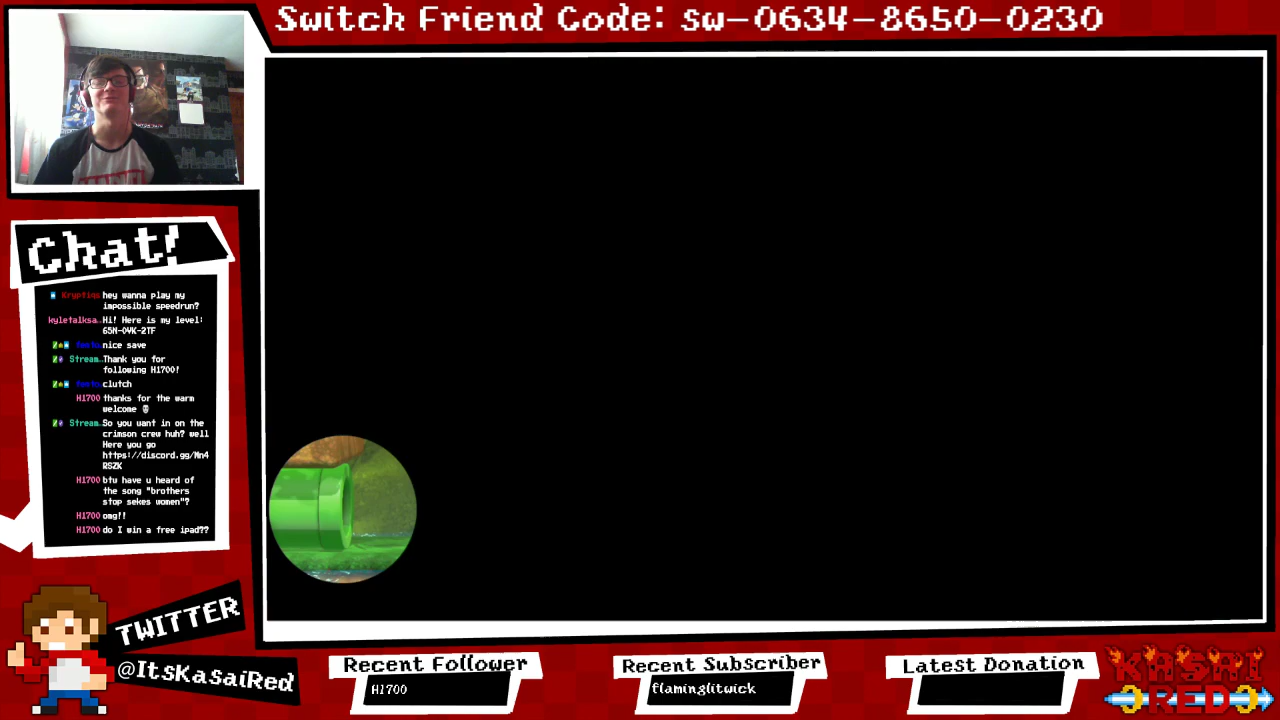 Switch Friend Code: SW-0634-8650-0230
Chat!
Kryptiqs hey wanna play my
impossible speedrun?
kyletalksa.. Hi! Here is my level:
65N-04K-2TF
nice save
Stream.. Thank you for
following H1700!
clutch
H1700 thanks for the warm
welcome
Stream.. So you want in on the
crimson crew huh? well
Here you go
https://discord.gg/Nn4
RSZK
H1700 btw have u heard of
the song "brothers
stop sekes women"?
H1700 omg!!
H1700 do I win a free ipad??
TWITTER
@ItsKasaiRed
Recent Follower
H1700
Recent Subscriber
flaminglitwick
Latest Donation
KASAI
RED